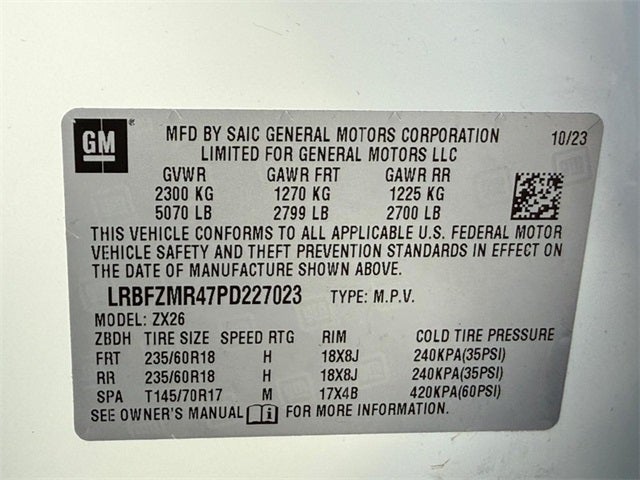 GM ®
MFD BY SAIC GENERAL MOTORS CORPORATION 10/23
LIMITED FOR GENERAL MOTORS LLC
GVWR GAWR FRT GAWR RR
2300 KG 1270 KG 1225 KG
5070 LB 2799 LB 2700 LB
THIS VEHICLE CONFORMS TO ALL APPLICABLE U.S. FEDERAL MOTOR
VEHICLE SAFETY AND THEFT PREVENTION STANDARDS IN EFFECT ON
THE DATE OF MANUFACTURE SHOWN ABOVE.
LRBFZMR47PD227023 TYPE: M.P.V.
MODEL: ZX26
ZBDH TIRE SIZE SPEED RTG RIM COLD TIRE PRESSURE
FRT 235/60R18 H 18X8J 240KPA(35PSI)
RR 235/60R18 H 18X8J 240KPA(35PSI)
SPA T145/70R17 M 17X4B 420KPA(60PSI)
SEE OWNER'S MANUAL FOR MORE INFORMATION.